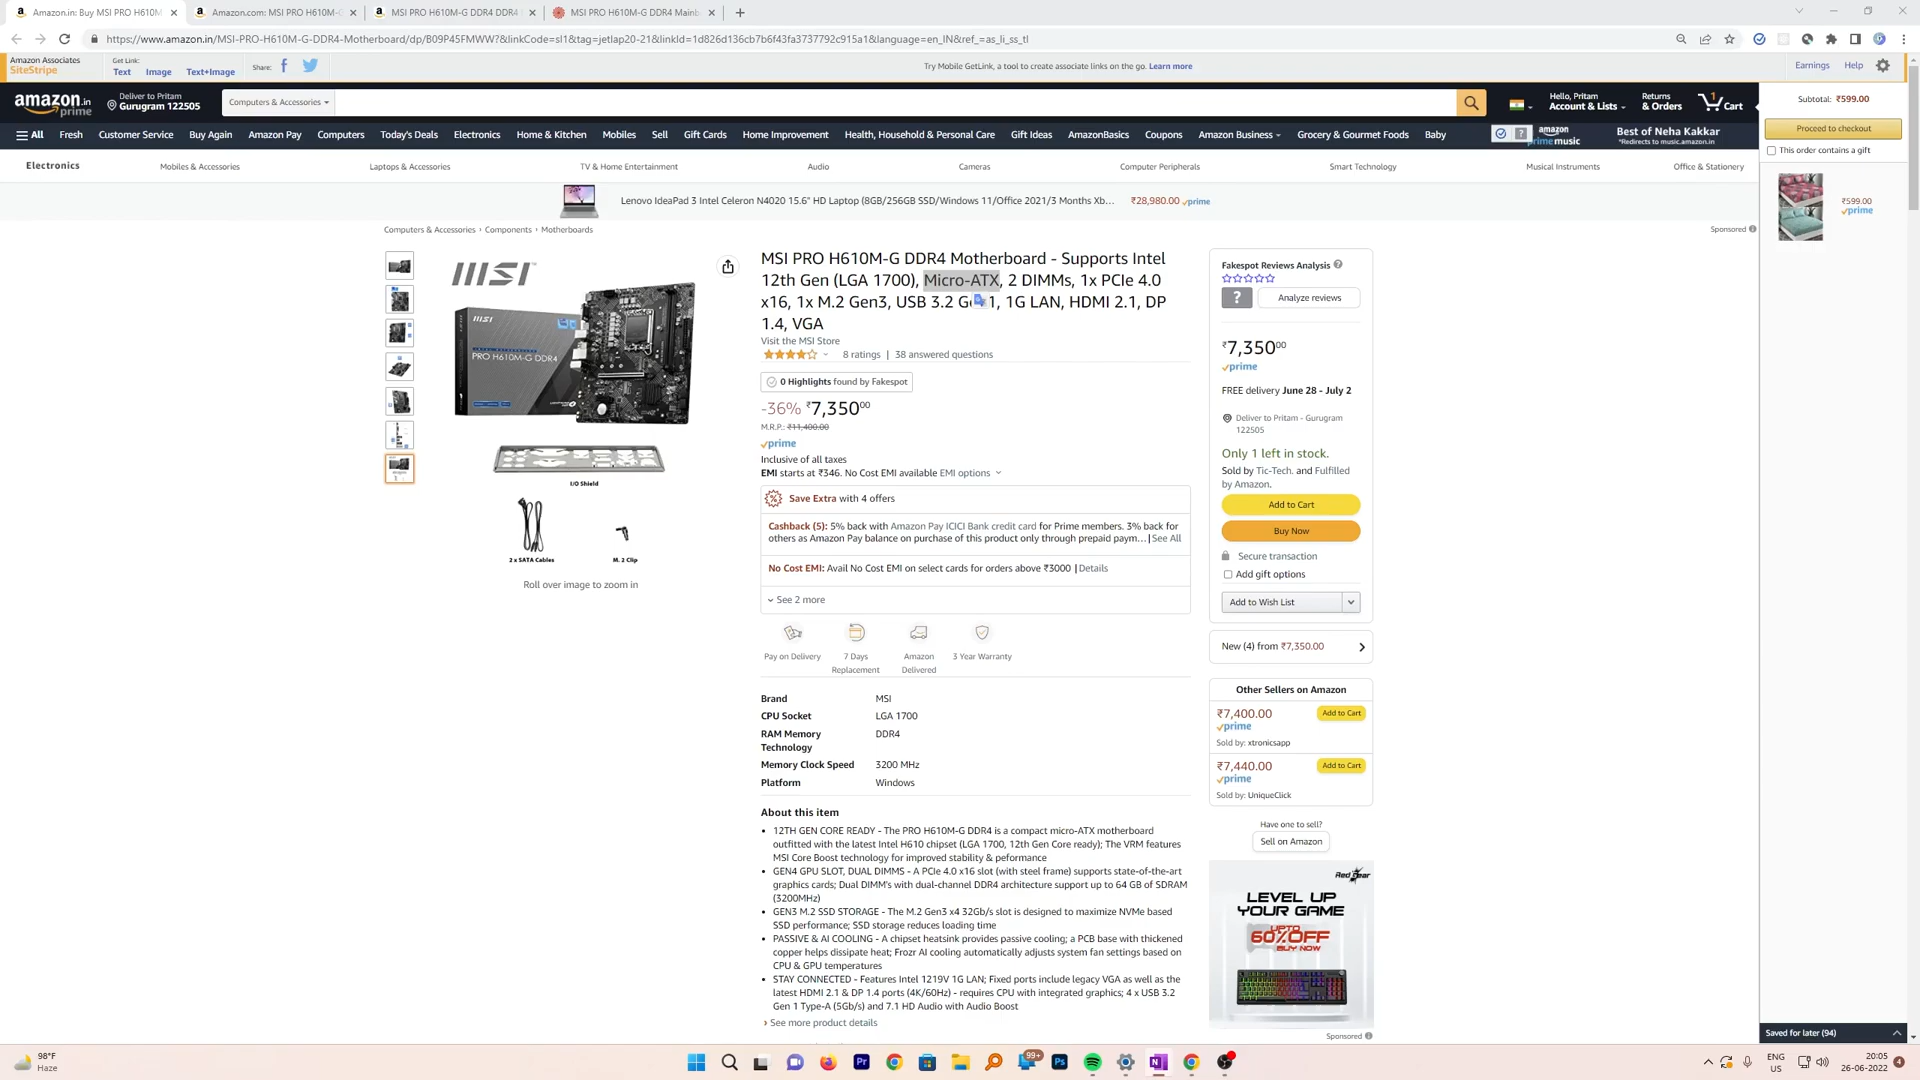 Amazon.in: Buy MSI PRO H610M
Amazon.com: MSI PRO H610M-G
MSI PRO H610M-G DDR4 DDR4
MSI PRO H610M-G DDR4 Mainb
https://www.amazon.in/MSI-PRO-H610M-G-DDR4-Motherboard/dp/B09P45FMWW?&linkCode=sl1&tag=jetlap20-21&linkId=1d826d136cb7b6f43fa3737792c915a1&language=en_IN&ref_=as_li_ss_tl
Amazon Associates
SiteStripe
Get Link:
Text Image Text+Image
Share:
Try Mobile GetLink, a tool to create associate links on the go. Learn more
Earnings Help
amazon.in
prime
Deliver to Pritam
Gurugram 122505
Computers & Accessories
Hello, Pritam
Account & Lists
Returns
& Orders
1
Cart
Subtotal: ₹599.00
Proceed to checkout
This order contains a gift
₹599.00
prime
All Fresh Customer Service Buy Again Amazon Pay Computers Today's Deals Electronics Home & Kitchen Mobiles Sell Gift Cards Home Improvement Health, Household & Personal Care Gift Ideas AmazonBasics Coupons Amazon Business Grocery & Gourmet Foods Baby
amazon
prime music
Best of Neha Kakkar
*Redirects to music.amazon.in
Electronics Mobiles & Accessories Laptops & Accessories TV & Home Entertainment Audio Cameras Computer Peripherals Smart Technology Musical Instruments Office & Stationery
Lenovo IdeaPad 3 Intel Celeron N4020 15.6" HD Laptop (8GB/256GB SSD/Windows 11/Office 2021/3 Months Xb... ₹28,980.00 prime
Sponsored
Computers & Accessories › Components › Motherboards
msi
msi
PRO H610M-G DDR4
I/O Shield
2 x SATA Cables
M. 2 Clip
Roll over image to zoom in
MSI PRO H610M-G DDR4 Motherboard - Supports Intel
12th Gen (LGA 1700), Micro-ATX, 2 DIMMs, 1x PCIe 4.0
x16, 1x M.2 Gen3, USB 3.2 Ge 1, 1G LAN, HDMI 2.1, DP
1.4, VGA
Visit the MSI Store
8 ratings | 38 answered questions
0 Highlights found by Fakespot
-36% ₹7,350 00
M.R.P.: ₹11,400.00
prime
Inclusive of all taxes
EMI starts at ₹346. No Cost EMI available EMI options
Save Extra with 4 offers
Cashback (5): 5% back with Amazon Pay ICICI Bank credit card for Prime members. 3% back for
others as Amazon Pay balance on purchase of this product only through prepaid paym... | See All
No Cost EMI: Avail No Cost EMI on select cards for orders above ₹3000 | Details
See 2 more
Pay on Delivery
7 Days
Replacement
Amazon
Delivered
3 Year Warranty
Brand MSI
CPU Socket LGA 1700
RAM Memory DDR4
Technology
Memory Clock Speed 3200 MHz
Platform Windows
About this item
• 12TH GEN CORE READY - The PRO H610M-G DDR4 is a compact micro-ATX motherboard
outfitted with the latest Intel H610 chipset (LGA 1700, 12th Gen Core ready); The VRM features
MSI Core Boost technology for improved stability & peformance
• GEN4 GPU SLOT, DUAL DIMMS - A PCIe 4.0 x16 slot (with steel frame) supports state-of-the-art
graphics cards; Dual DIMM's with dual-channel DDR4 architecture support up to 64 GB of SDRAM
(3200MHz)
• GEN3 M.2 SSD STORAGE - The M.2 Gen3 x4 32Gb/s slot is designed to maximize NVMe based
SSD performance; SSD storage reduces loading time
• PASSIVE & AI COOLING - A chipset heatsink provides passive cooling; a PCB base with thickened
copper helps dissipate heat; Frozr AI cooling automatically adjusts system fan settings based on
CPU & GPU temperatures
• STAY CONNECTED - Features Intel 1219V 1G LAN; Fixed ports include legacy VGA as well as the
latest HDMI 2.1 & DP 1.4 ports (4K/60Hz) - requires CPU with integrated graphics; 4 x USB 3.2
Gen 1 Type-A (5Gb/s) and 7.1 HD Audio with Audio Boost
› See more product details
Fakespot Reviews Analysis
?
Analyze reviews
₹7,350 00
prime
FREE delivery June 28 - July 2
Deliver to Pritam - Gurugram
122505
Only 1 left in stock.
Sold by Tic-Tech. and Fulfilled
by Amazon.
Add to Cart
Buy Now
Secure transaction
Add gift options
Add to Wish List
New (4) from ₹7,350.00
Other Sellers on Amazon
₹7,400.00 Add to Cart
prime
Sold by: xtronicsapp
₹7,440.00 Add to Cart
prime
Sold by: UniqueClick
Have one to sell?
Sell on Amazon
Redgear
LEVEL UP
YOUR GAME
UPTO
60%OFF
BUY NOW
Sponsored
Saved for later (94)
98°F
Haze
Pr
99+
Ps
ENG
US
20:05
26-06-2022
4